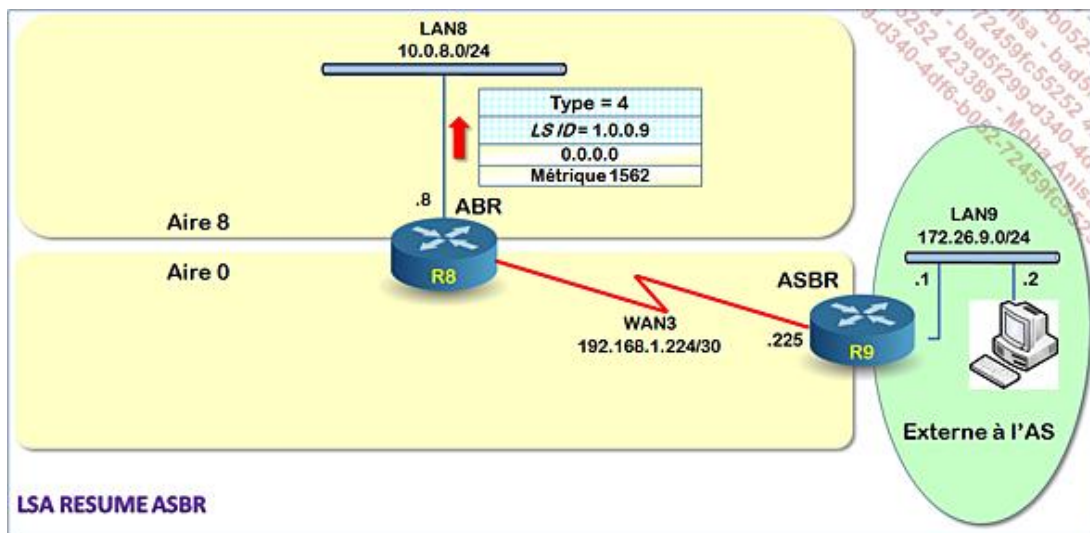 LAN8
10.0.8.0/24
Type = 4
LS ID = 1.0.0.9
0.0.0.0
Métrique 1562
.8
ABR
Aire 8
R8
Aire 0
WAN3
192.168.1.224/30
ASBR
.225
R9
LAN9
172.26.9.0/24
.1
.2
Externe à l'AS
LSA RESUME ASBR